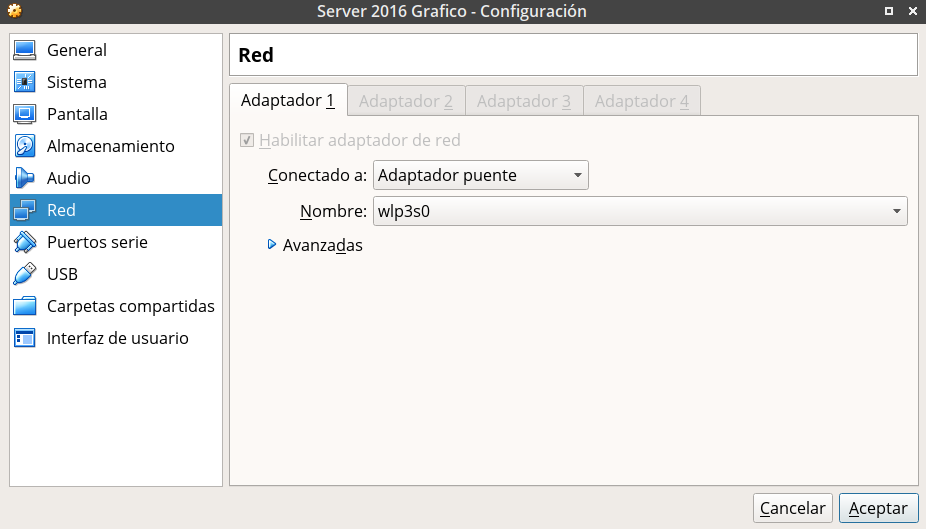 Server 2016 Grafico - Configuración
General
Sistema
Pantalla
Almacenamiento
Audio
Red
Puertos serie
USB
Carpetas compartidas
Interfaz de usuario
Red
Adaptador 1 Adaptador 2 Adaptador 3 Adaptador 4
Habilitar adaptador de red
Conectado a: Adaptador puente
Nombre: wlp3s0
Avanzadas
Cancelar Aceptar